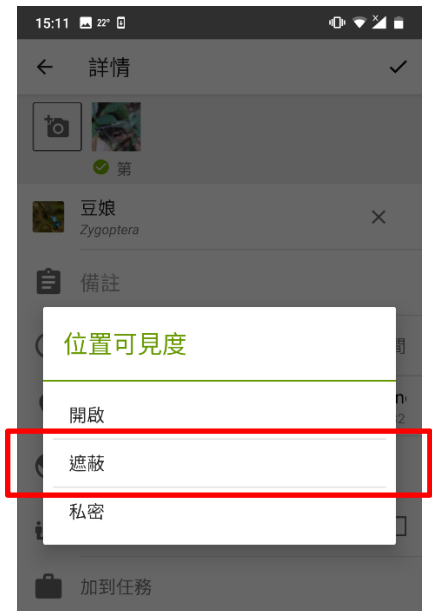 15:11 22°
詳情
第
豆娘
Zygoptera
備註
位置可見度
間
開啟
遮蔽
私密
加到任務